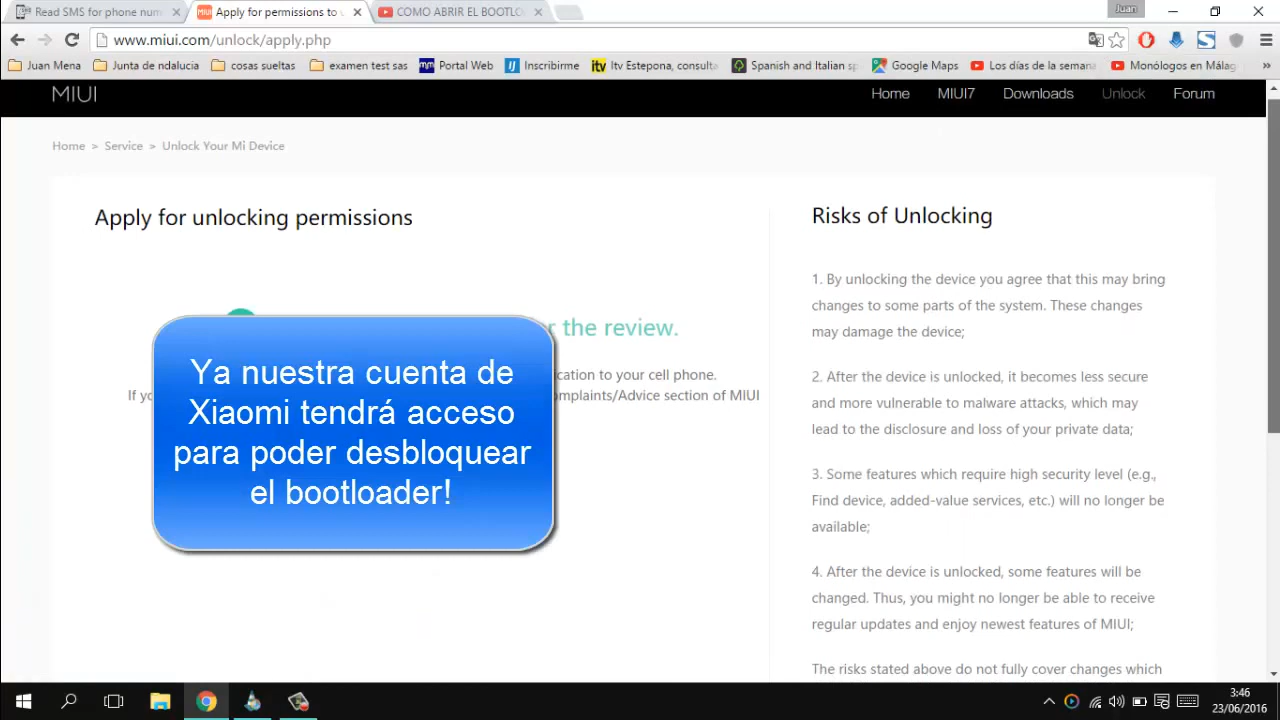 Read SMS for phone num
Apply for permissions to u
COMO ABRIR EL BOOTLO
Juan
www.miui.com/unlock/apply.php
Juan Mena
Junta de ndalucia
cosas sueltas
examen test sas
Portal Web
Inscribirme
Itv Estepona, consulta
Spanish and Italian sp
Google Maps
Los días de la semana
Monólogos en Málag
MIUI
Home
MIUI7
Downloads
Unlock
Forum
Home > Service > Unlock Your Mi Device
Apply for unlocking permissions
r the review.
ication to your cell phone.
If yo
omplaints/Advice section of MIUI
Ya nuestra cuenta de
Xiaomi tendrá acceso
para poder desbloquear
el bootloader!
Risks of Unlocking
1. By unlocking the device you agree that this may bring
changes to some parts of the system. These changes
may damage the device;
2. After the device is unlocked, it becomes less secure
and more vulnerable to malware attacks, which may
lead to the disclosure and loss of your private data;
3. Some features which require high security level (e.g.,
Find device, added-value services, etc.) will no longer be
available;
4. After the device is unlocked, some features will be
changed. Thus, you might no longer be able to receive
regular updates and enjoy newest features of MIUI;
The risks stated above do not fully cover changes which
3:46
23/06/2016